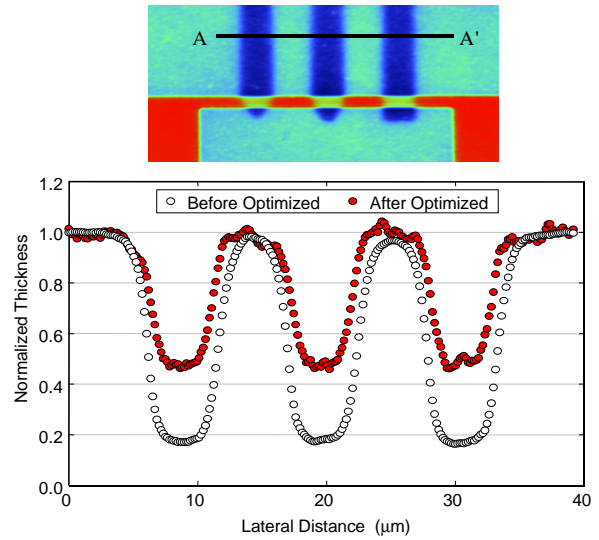 A A'
Before Optimized After Optimized
Normalized Thickness
1.2
1.0
0.8
0.6
0.4
0.2
0.0
0 10 20 30 40
Lateral Distance (μm)